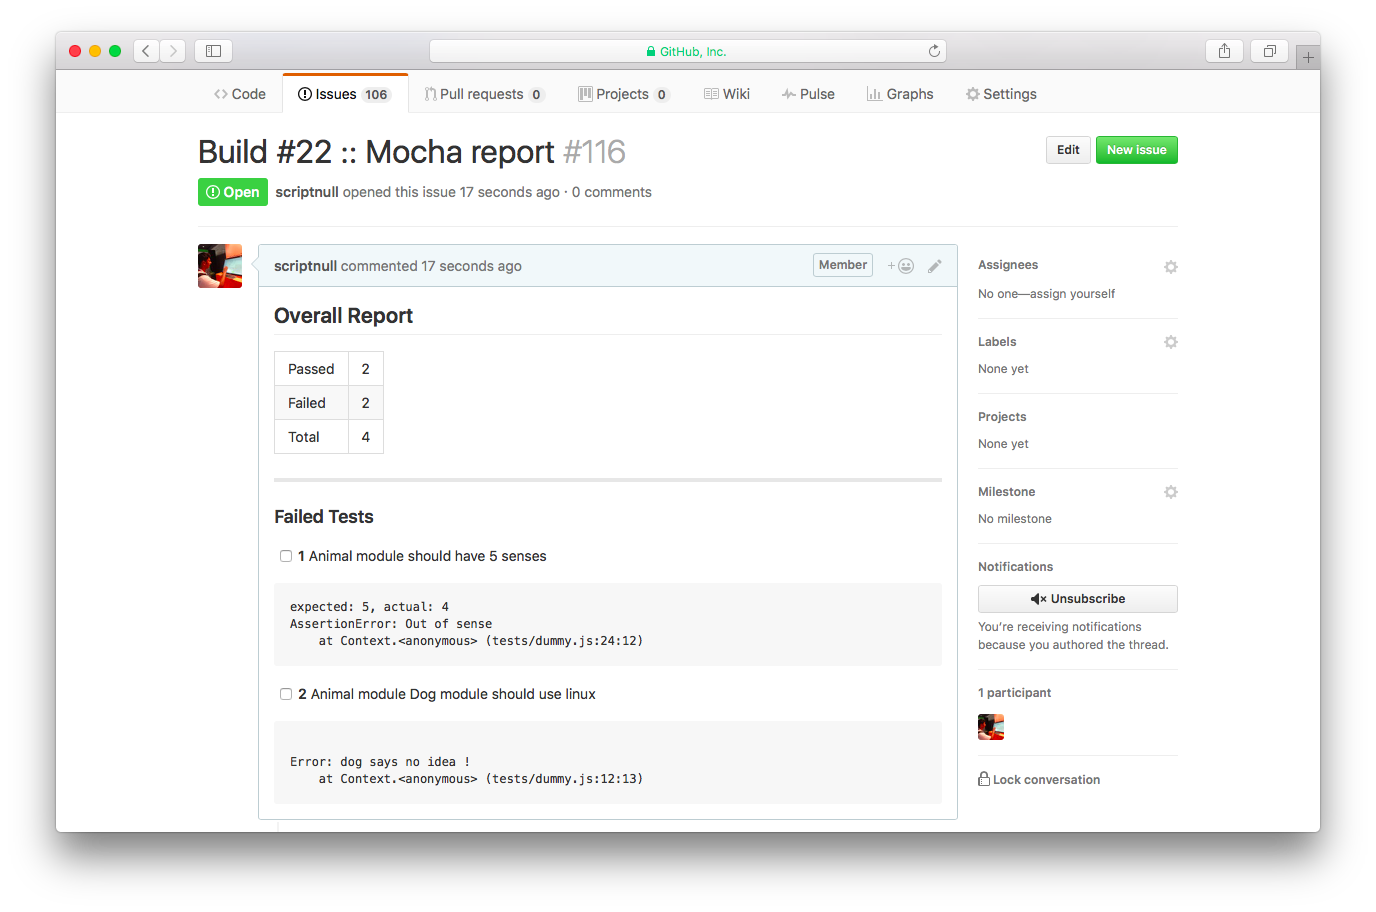 GitHub, Inc.
Code Issues 106 Pull requests 0 Projects 0 Wiki Pulse Graphs Settings
Build #22 :: Mocha report #116
Edit New issue
Open scriptnull opened this issue 17 seconds ago · 0 comments
scriptnull commented 17 seconds ago Member
Overall Report
Passed 2
Failed 2
Total 4
Failed Tests
1 Animal module should have 5 senses
expected: 5, actual: 4
AssertionError: Out of sense
at Context.<anonymous> (tests/dummy.js:24:12)
2 Animal module Dog module should use linux
Error: dog says no idea !
at Context.<anonymous> (tests/dummy.js:12:13)
Assignees
No one—assign yourself
Labels
None yet
Projects
None yet
Milestone
No milestone
Notifications
Unsubscribe
You’re receiving notifications
because you authored the thread.
1 participant
Lock conversation